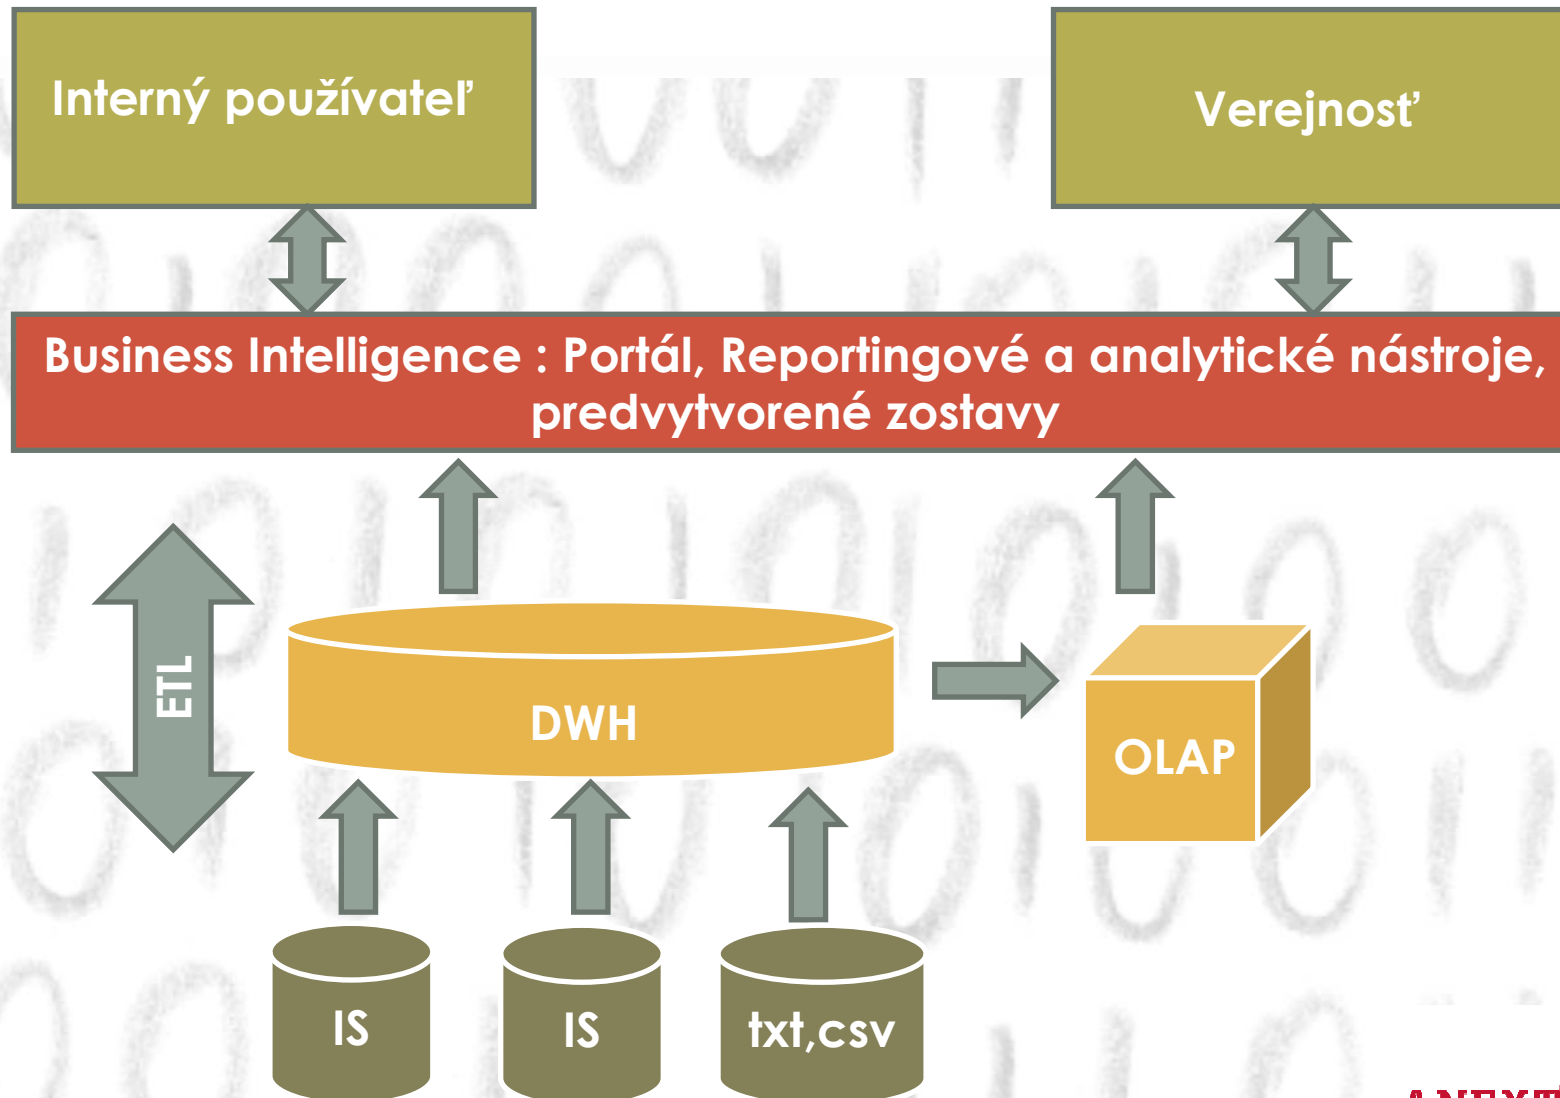 Interný používateľ
Verejnosť
Business Intelligence : Portál, Reportingové a analytické nástroje,
predvytvorené zostavy
ETL
DWH
OLAP
IS
IS
txt,csv